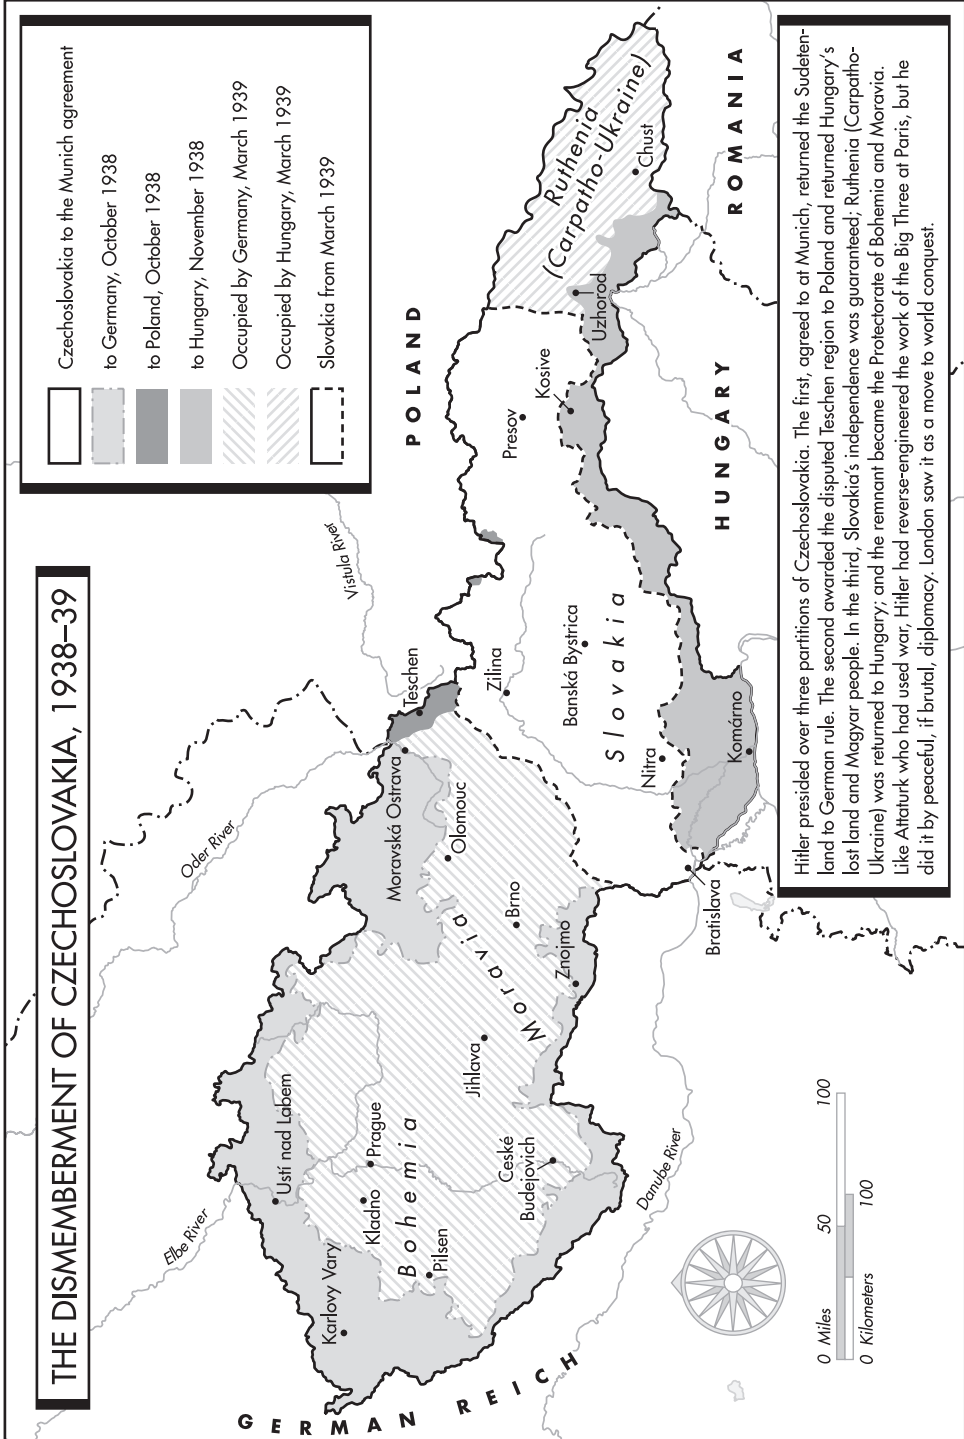 THE DISMEMBERMENT OF CZECHOSLOVAKIA, 1938–39
Czechoslovakia to the Munich agreement
to Germany, October 1938
to Poland, October 1938
to Hungary, November 1938
Occupied by Germany, March 1939
Occupied by Hungary, March 1939
Slovakia from March 1939
GERMAN REICH
POLAND
HUNGARY
ROMANIA
Elbe River
Oder River
Vistula River
Danube River
Karlovy Vary
Ustí nad Labem
Kladno
Prague
Pilsen
Bohemia
Jihlava
Ceské
Budejovich
Moravia
Znojmo
Brno
Olomouc
Moravská Ostrava
Teschen
Zilina
Banská Bystrica
Slovakia
Nitra
Komárno
Bratislava
Presov
Kosive
Uzhorod
Ruthenia
(Carpatho-Ukraine)
Chust
0 Miles 50 100
0 Kilometers 100
Hitler presided over three partitions of Czechoslovakia. The first, agreed to at Munich, returned the Sudeten-
land to German rule. The second awarded the disputed Teschen region to Poland and returned Hungary's
lost land and Magyar people. In the third, Slovakia's independence was guaranteed; Ruthenia (Carpatho-
Ukraine) was returned to Hungary; and the remnant became the Protectorate of Bohemia and Moravia.
Like Attaturk who had used war, Hitler had reverse-engineered the work of the Big Three at Paris, but he
did it by peaceful, if brutal, diplomacy. London saw it as a move to world conquest.